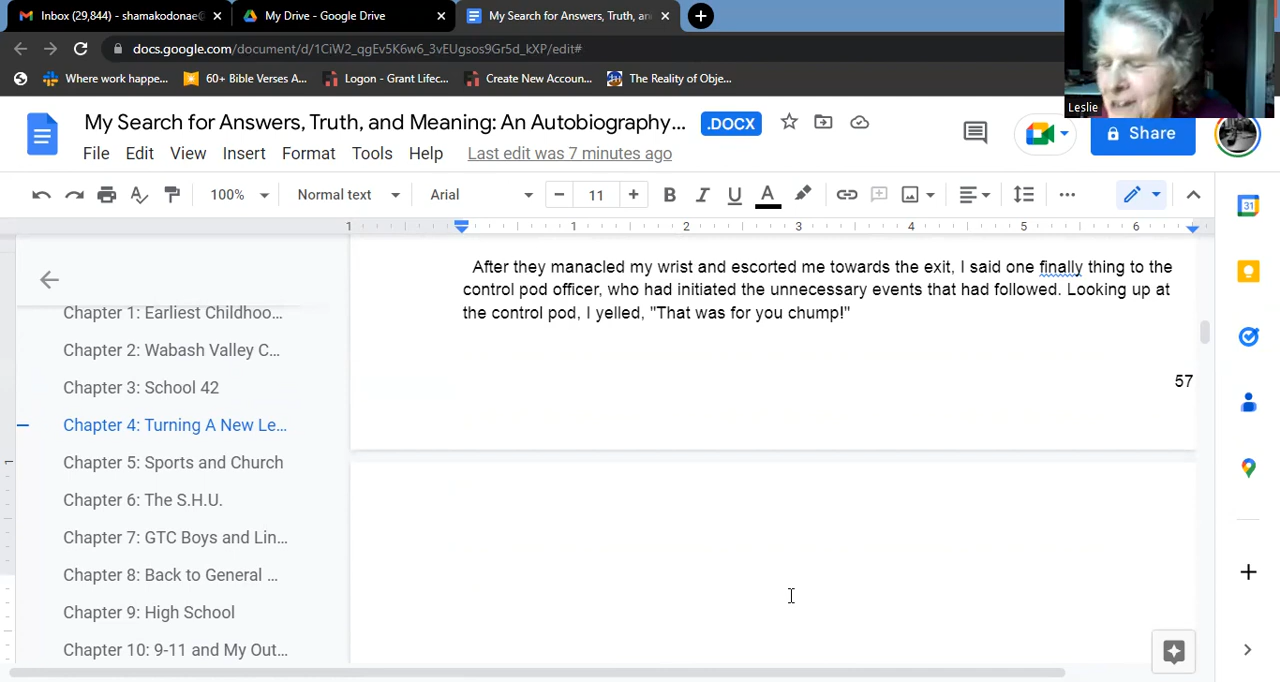 Inbox (29,844) - shamakodonae@
My Drive - Google Drive
My Search for Answers, Truth, an
docs.google.com/document/d/1CiW2_qgEv5K6w6_3vEUgsos9Gr5d_kXP/edit#
Where work happe...
60+ Bible Verses A...
Logon - Grant Lifec...
Create New Accoun...
The Reality of Obje...
Leslie
My Search for Answers, Truth, and Meaning: An Autobiography...
.DOCX
Share
File Edit View Insert Format Tools Help Last edit was 7 minutes ago
100% Normal text Arial 11 B I U A
1 1 2 3 4 5 6
31
Chapter 1: Earliest Childhoo...
Chapter 2: Wabash Valley C...
Chapter 3: School 42
Chapter 4: Turning A New Le...
Chapter 5: Sports and Church
Chapter 6: The S.H.U.
Chapter 7: GTC Boys and Lin...
Chapter 8: Back to General ...
Chapter 9: High School
Chapter 10: 9-11 and My Out...
After they manacled my wrist and escorted me towards the exit, I said one finally thing to the
control pod officer, who had initiated the unnecessary events that had followed. Looking up at
the control pod, I yelled, "That was for you chump!"
57